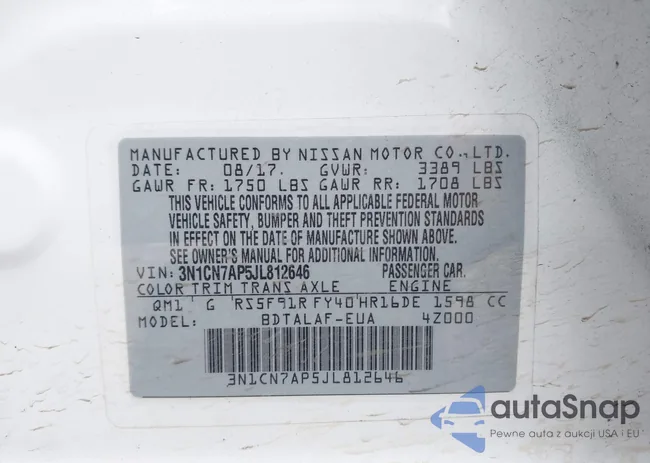 MANUFACTURED BY NISSAN MOTOR CO., LTD.
DATE: 08/17. GVWR: 3389 LBS
GAWR FR: 1750 LBS GAWR RR: 1708 LBS
THIS VEHICLE CONFORMS TO ALL APPLICABLE FEDERAL MOTOR
VEHICLE SAFETY, BUMPER AND THEFT PREVENTION STANDARDS
IN EFFECT ON THE DATE OF MANUFACTURE SHOWN ABOVE.
SEE OWNER'S MANUAL FOR ADDITIONAL INFORMATION.
VIN: 3N1CN7AP5JL812646 PASSENGER CAR.
COLOR TRIM TRANS AXLE ENGINE
QM1 G RS5F91R FY40 HR16DE 1598 CC
MODEL: BDTALAF-EUA 4Z000
3N1CN7AP5JL812646
autaSnap
Pewne auta z aukcji USA i EU